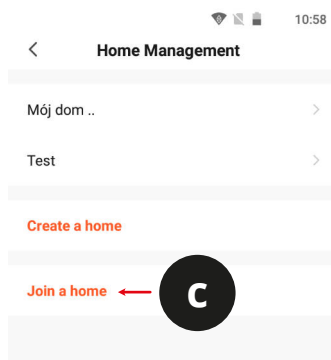 10:58
Home Management
Mój dom ..
Test
Create a home
Join a home
C